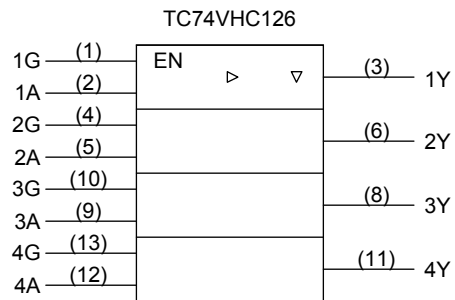 TC74VHC126
1G (1) EN (3) 1Y
1A (2)
2G (4) (6) 2Y
2A (5)
3G (10) (8) 3Y
3A (9)
4G (13) (11) 4Y
4A (12)